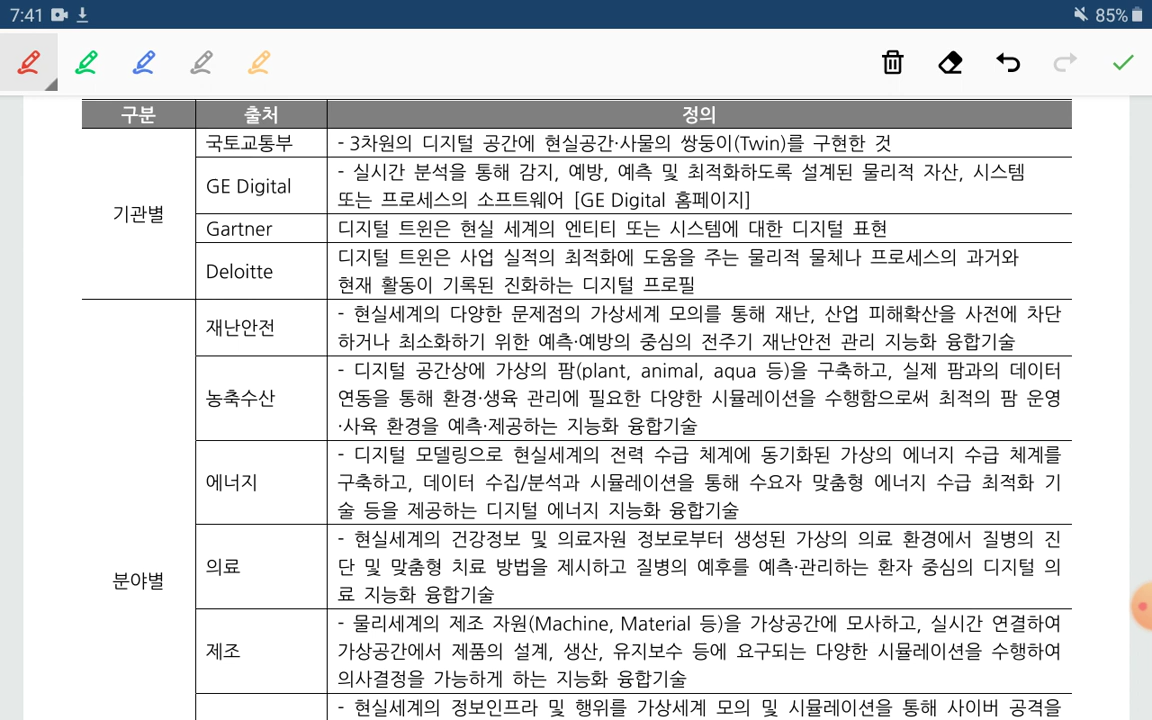 7:41
85%
구분 출처 정의
국토교통부 - 3차원의 디지털 공간에 현실공간·사물의 쌍둥이(Twin)를 구현한 것
GE Digital - 실시간 분석을 통해 감지, 예방, 예측 및 최적화하도록 설계된 물리적 자산, 시스템
또는 프로세스의 소프트웨어 [GE Digital 홈페이지]
기관별
Gartner 디지털 트윈은 현실 세계의 엔티티 또는 시스템에 대한 디지털 표현
Deloitte 디지털 트윈은 사업 실적의 최적화에 도움을 주는 물리적 물체나 프로세스의 과거와
현재 활동이 기록된 진화하는 디지털 프로필
재난안전 - 현실세계의 다양한 문제점의 가상세계 모의를 통해 재난, 산업 피해확산을 사전에 차단
하거나 최소화하기 위한 예측·예방의 중심의 전주기 재난안전 관리 지능화 융합기술
농축수산 - 디지털 공간상에 가상의 팜(plant, animal, aqua 등)을 구축하고, 실제 팜과의 데이터
연동을 통해 환경·생육 관리에 필요한 다양한 시뮬레이션을 수행함으로써 최적의 팜 운영
·사육 환경을 예측·제공하는 지능화 융합기술
에너지 - 디지털 모델링으로 현실세계의 전력 수급 체계에 동기화된 가상의 에너지 수급 체계를
구축하고, 데이터 수집/분석과 시뮬레이션을 통해 수요자 맞춤형 에너지 수급 최적화 기
술 등을 제공하는 디지털 에너지 지능화 융합기술
분야별
의료 - 현실세계의 건강정보 및 의료자원 정보로부터 생성된 가상의 의료 환경에서 질병의 진
단 및 맞춤형 치료 방법을 제시하고 질병의 예후를 예측·관리하는 환자 중심의 디지털 의
료 지능화 융합기술
제조 - 물리세계의 제조 자원(Machine, Material 등)을 가상공간에 모사하고, 실시간 연결하여
가상공간에서 제품의 설계, 생산, 유지보수 등에 요구되는 다양한 시뮬레이션을 수행하여
의사결정을 가능하게 하는 지능화 융합기술
- 현실세계의 정보인프라 및 행위를 가상세계 모의 및 시뮬레이션을 통해 사이버 공격을